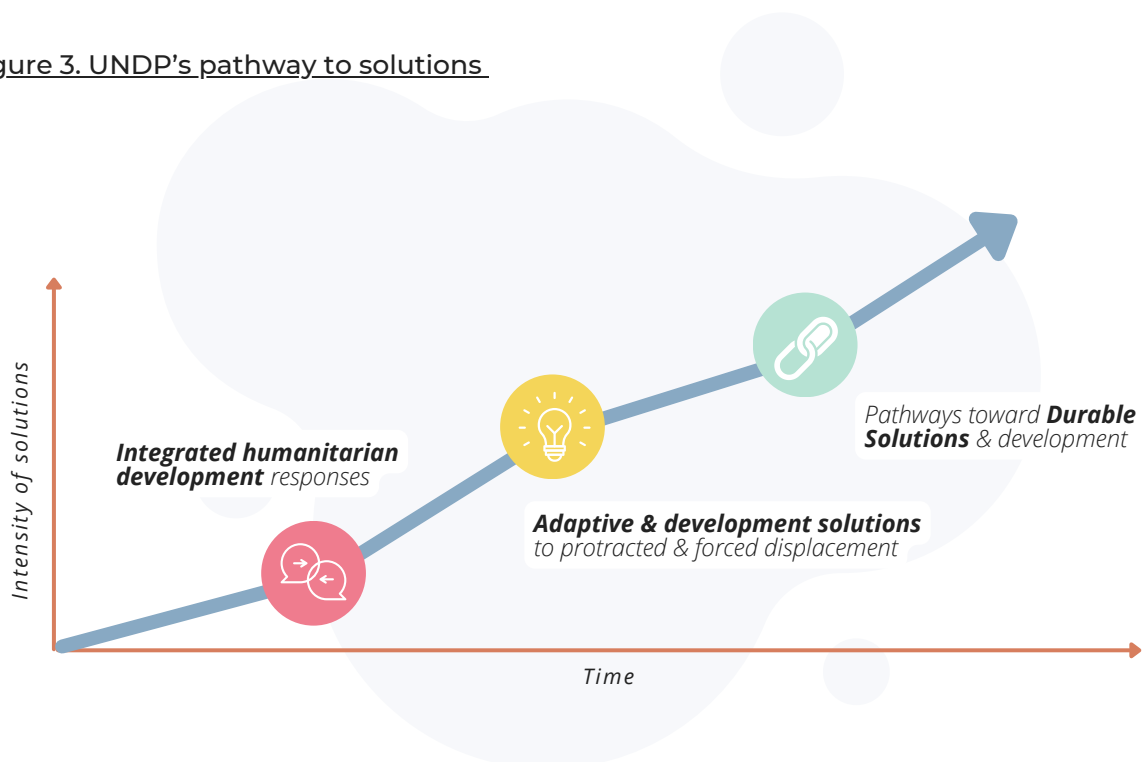 gure 3. UNDP’s pathway to solutions
Intensity of solutions
Integrated humanitarian
development responses
Adaptive & development solutions
to protracted & forced displacement
Pathways toward Durable
Solutions & development
Time